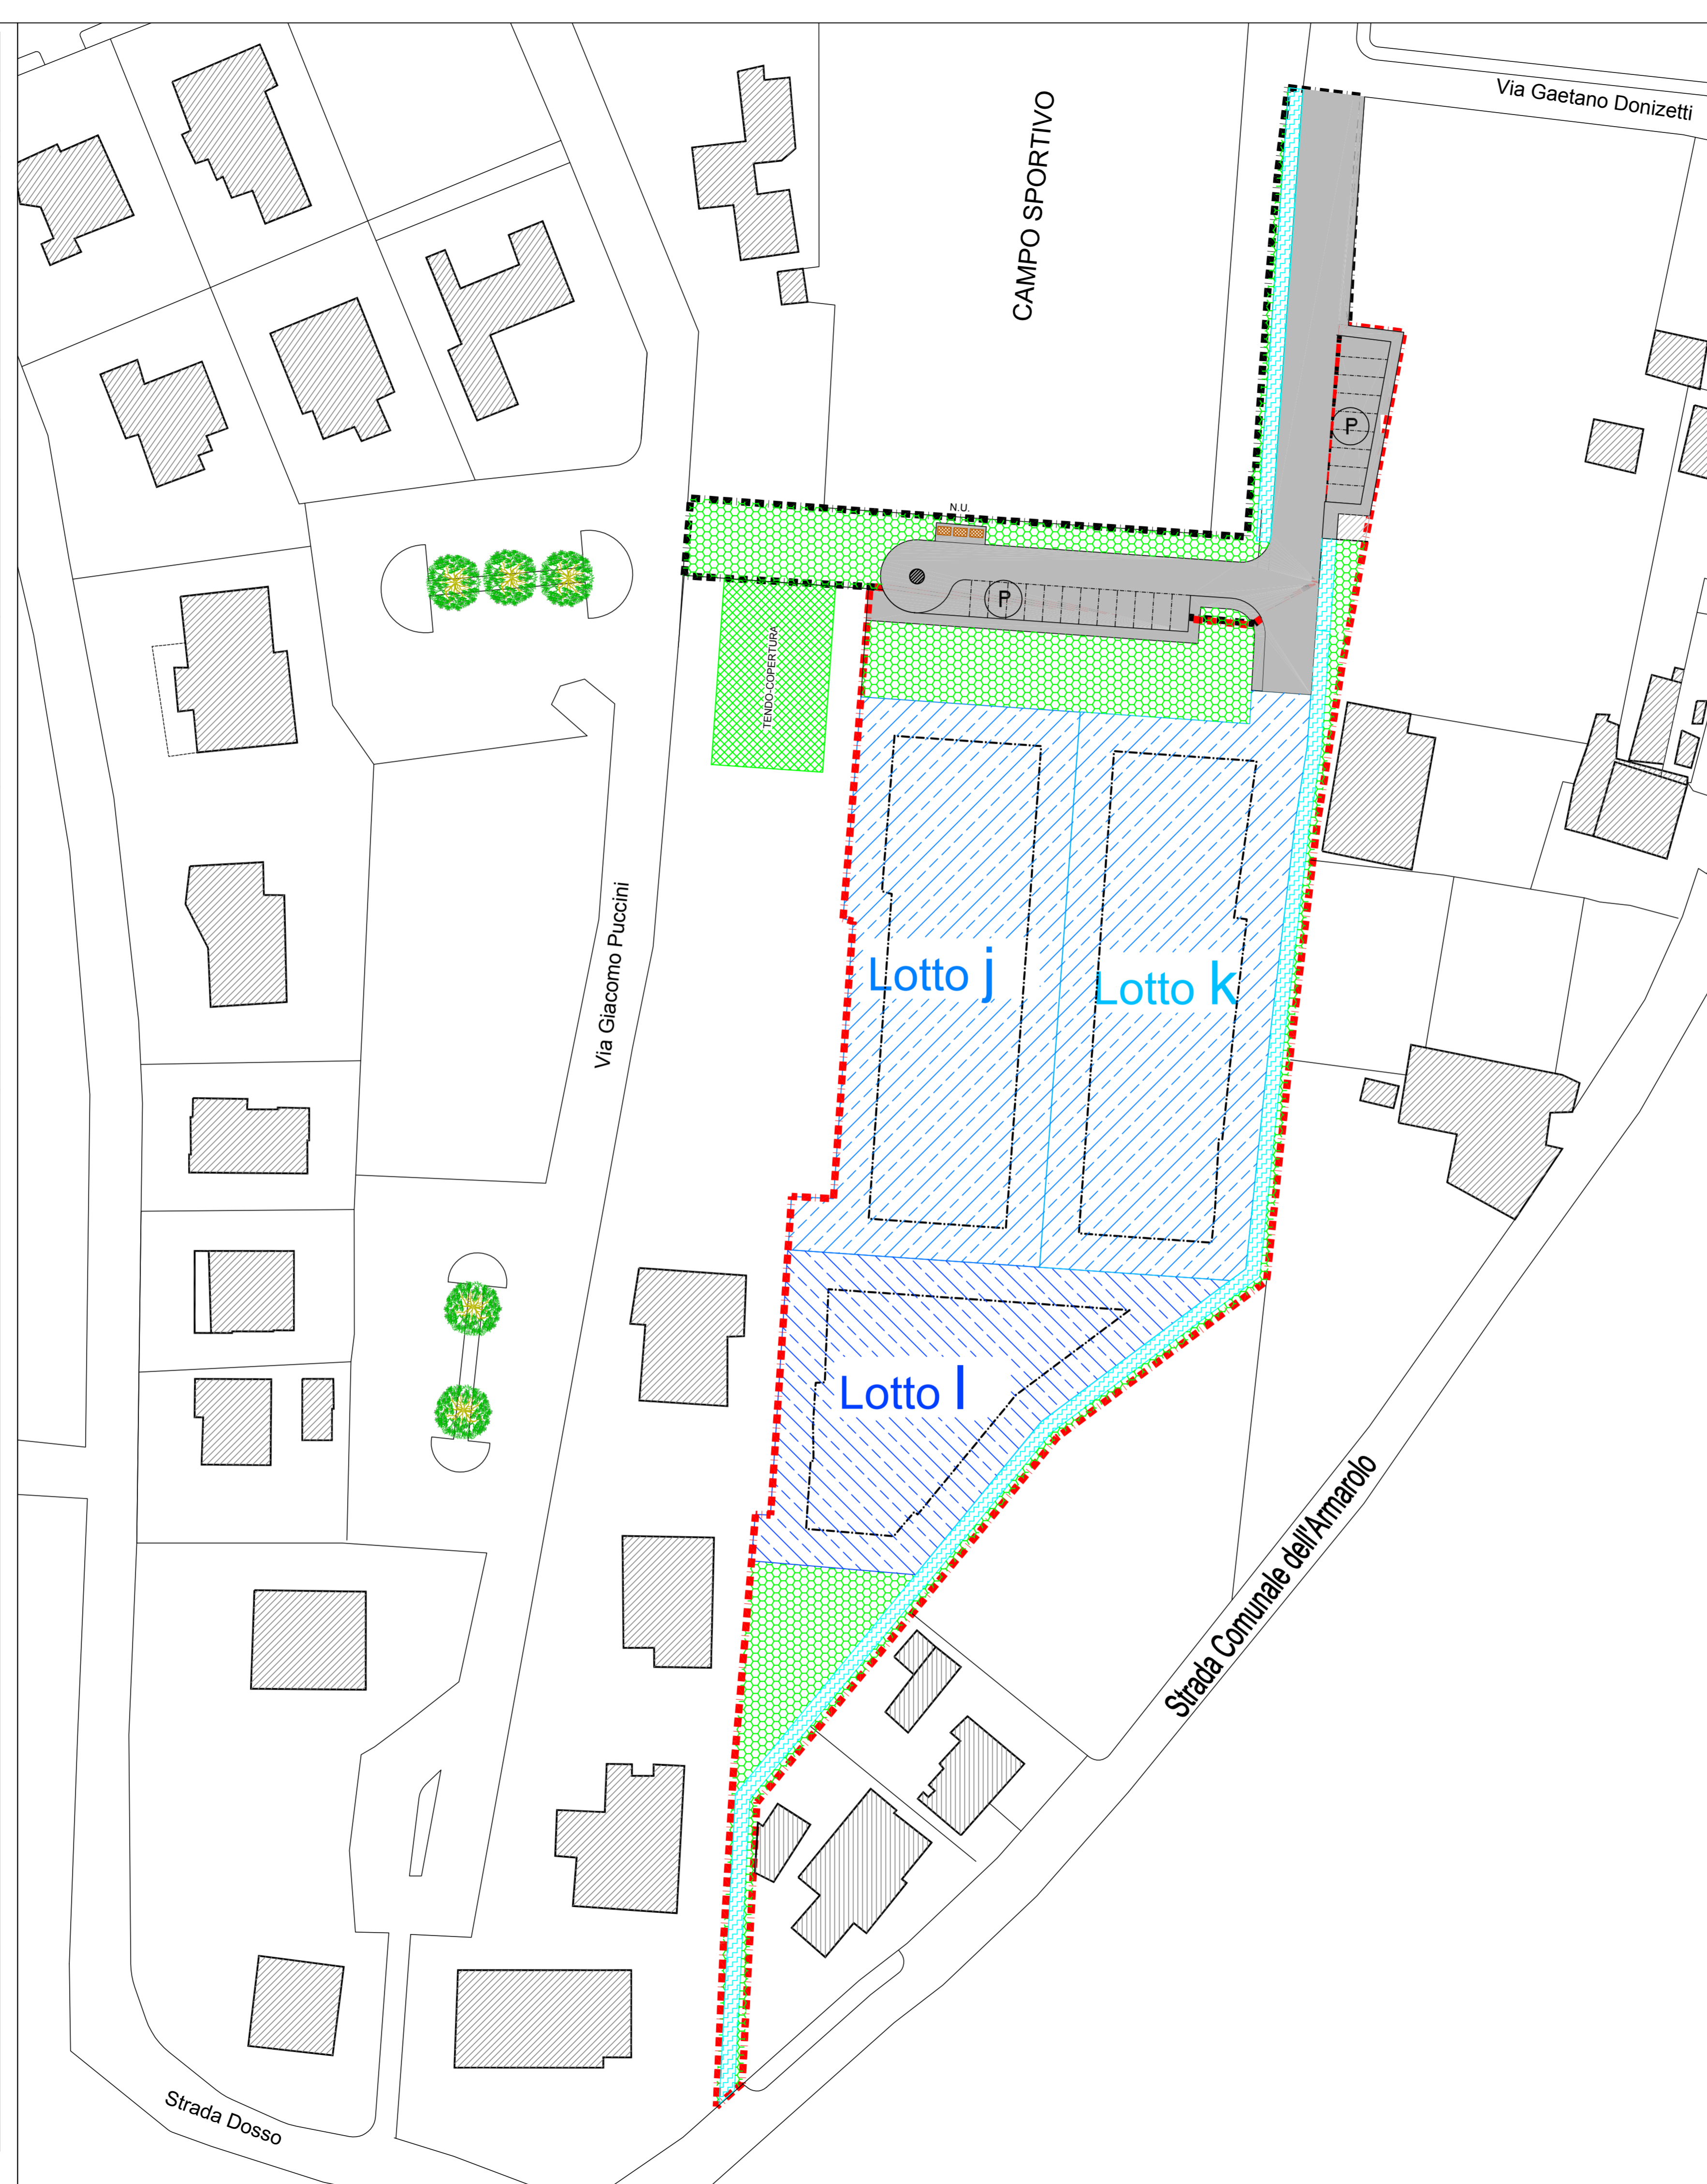 Via Gaetano Donizetti
CAMPO SPORTIVO
P
N.U.
P
TENDO-COPERTURA
Via Giacomo Puccini
Lotto j
Lotto k
Lotto l
Strada Comunale dell'Armarolo
Strada Dosso